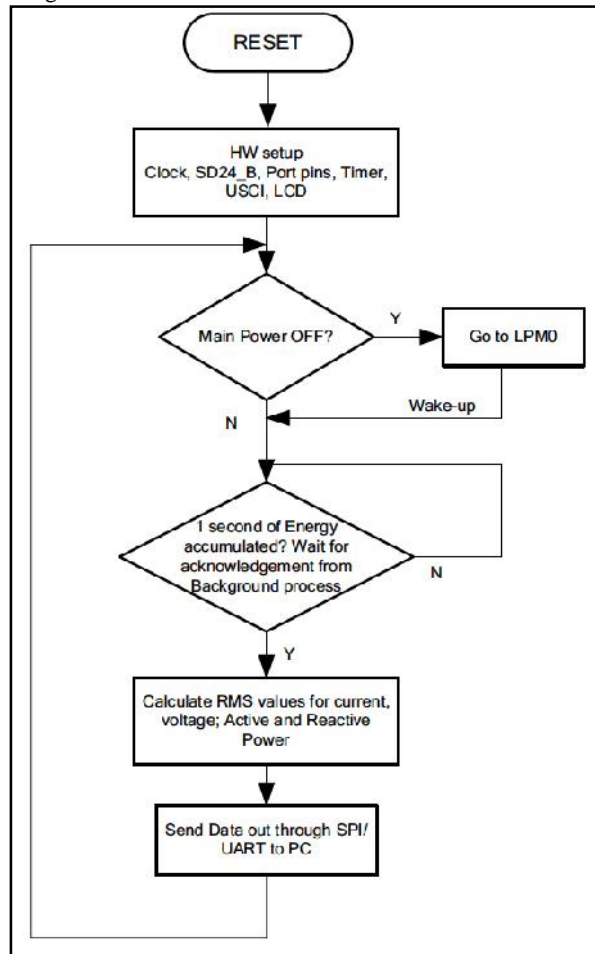 RESET
HW setup
Clock, SD24_B, Port pins, Timer,
USCI, LCD
Main Power OFF?
Y
Go to LPM0
Wake-up
N
1 second of Energy
accumulated? Wait for
acknowledgement from
Background process
N
Y
Calculate RMS values for current,
voltage; Active and Reactive
Power
Send Data out through SPI/
UART to PC